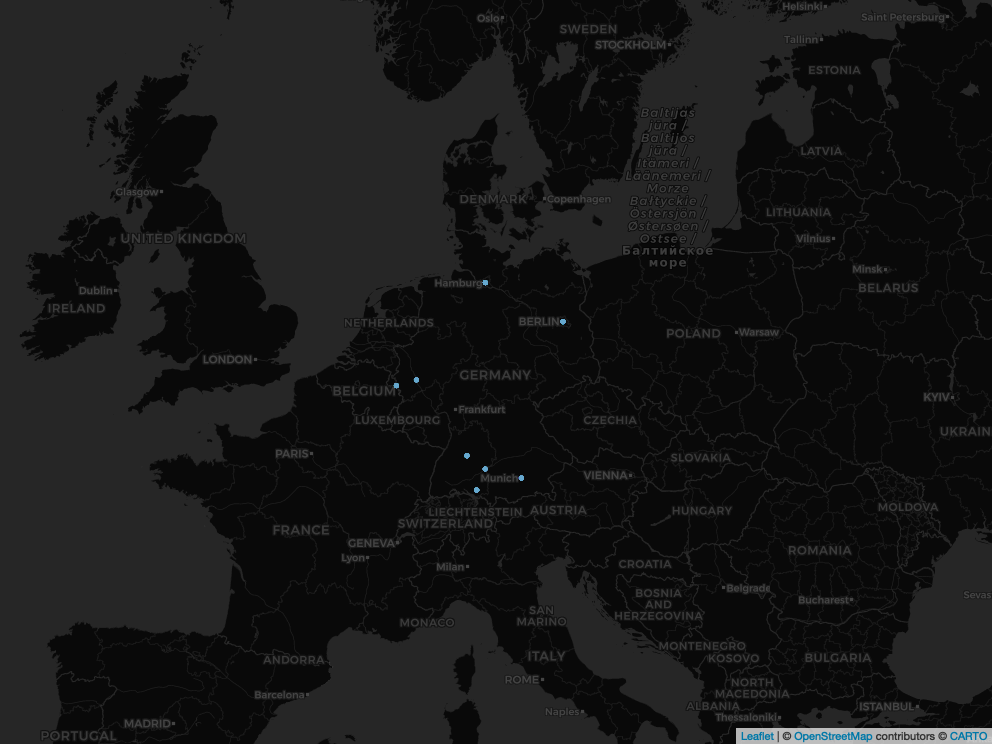 Helsinki
Oslo
Saint Petersburg
SWEDEN
Tallinn
STOCKHOLM
ESTONIA
Baltijas
jūra /
Baltijos
jūra /
Itämeri /
Läänemeri /
Morze
Bałtyckie /
Östersjön /
Østersøen /
Ostsee /
Балтийское
море
LATVIA
Glasgow
DENMARK
Copenhagen
LITHUANIA
UNITED KINGDOM
Vilnius
Minsk
Hamburg
BELARUS
Dublin
IRELAND
NETHERLANDS
BERLIN
POLAND
Warsaw
LONDON
GERMANY
BELGIUM
KYIV
Frankfurt
LUXEMBOURG
CZECHIA
UKRAIN
PARIS
SLOVAKIA
Munich
VIENNA
LIECHTENSTEIN
AUSTRIA
HUNGARY
MOLDOVA
SWITZERLAND
FRANCE
GENEVA
Lyon
ROMANIA
Milan
CROATIA
Belgrade
BOSNIA
AND
HERZEGOVINA
Sevas
Bucharest
SAN
MARINO
MONACO
MONTENEGRO
KOSOVO
ITALY
BULGARIA
ANDORRA
ROME
NORTH
MACEDONIA
Barcelona
ALBANIA
ISTANBUL
Naples
Thessaloniki
MADRID
PORTUGAL
Leaflet | © OpenStreetMap contributors © CARTO